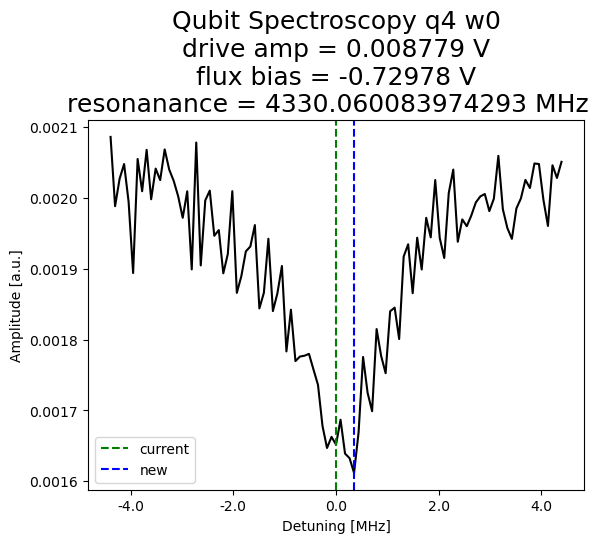 Qubit Spectroscopy q4 w0
drive amp = 0.008779 V
flux bias = -0.72978 V
resonanance = 4330.060083974293 MHz
0.0021
0.0020
0.0019
0.0018
0.0017
0.0016
Amplitude [a.u.]
current
new
-4.0
-2.0
0.0
2.0
4.0
Detuning [MHz]